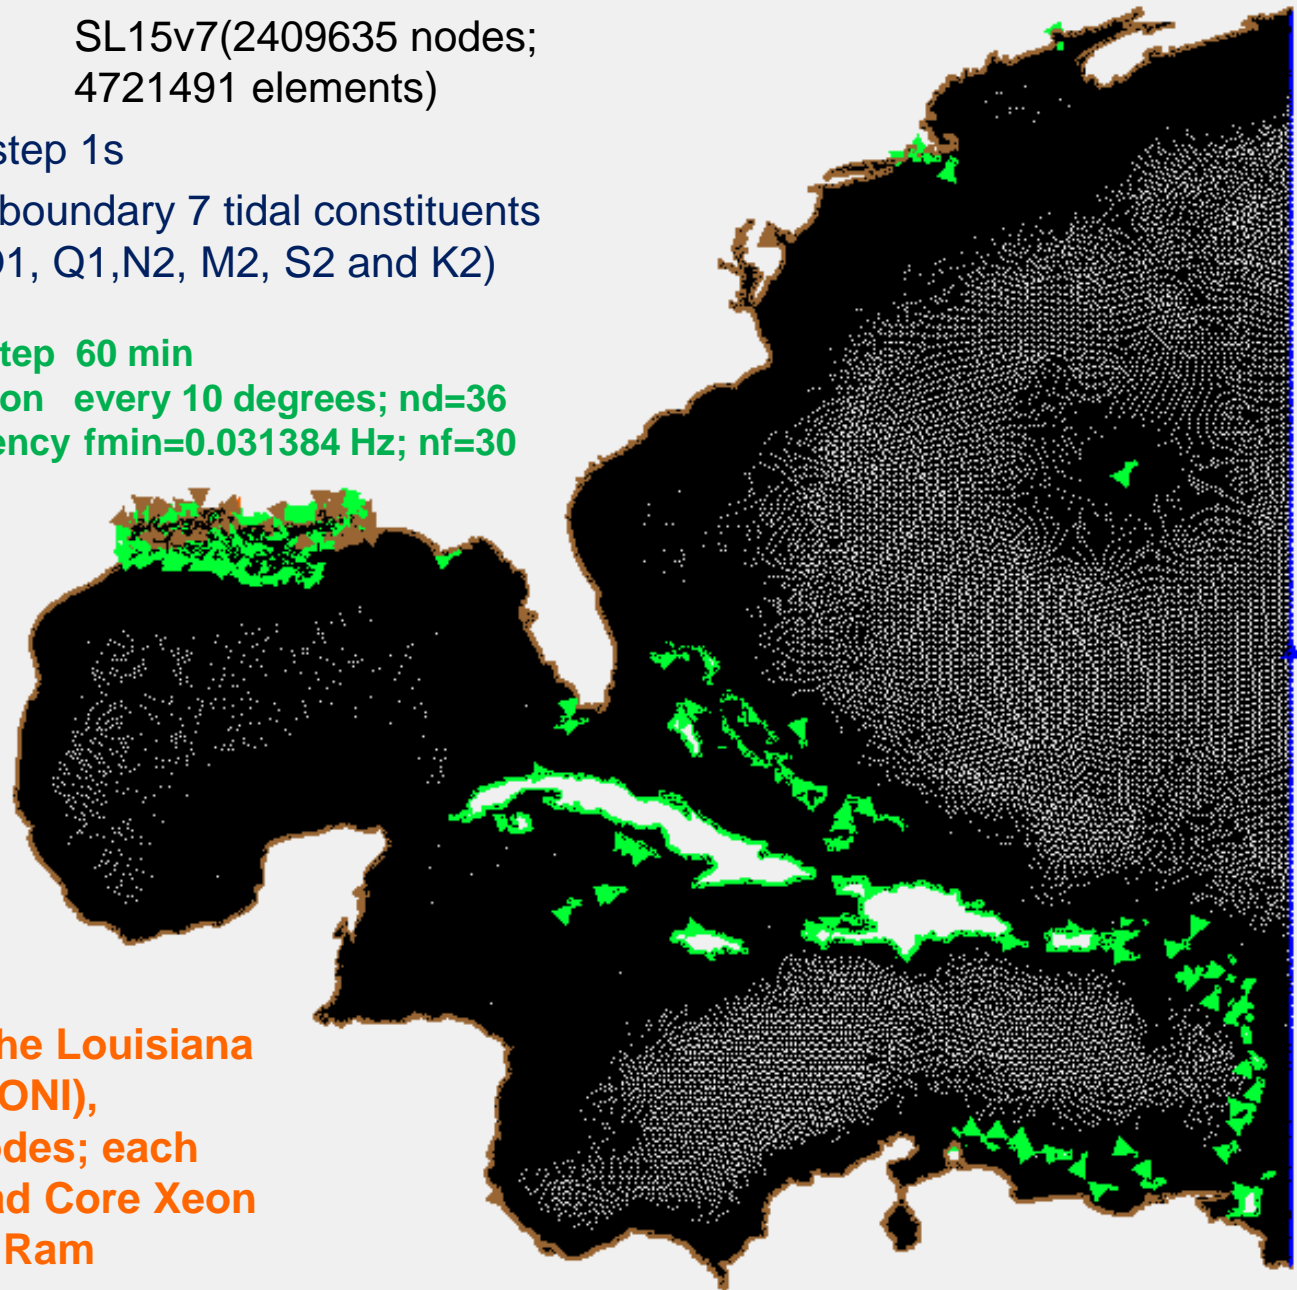 SL15v7(2409635 nodes;
4721491 elements)
step 1s
boundary 7 tidal constituents
O1, Q1,N2, M2, S2 and K2)
tep 60 min
on every 10 degrees; nd=36
ency fmin=0.031384 Hz; nf=30
he Louisiana
ONI),
odes; each
ad Core Xeon
Ram